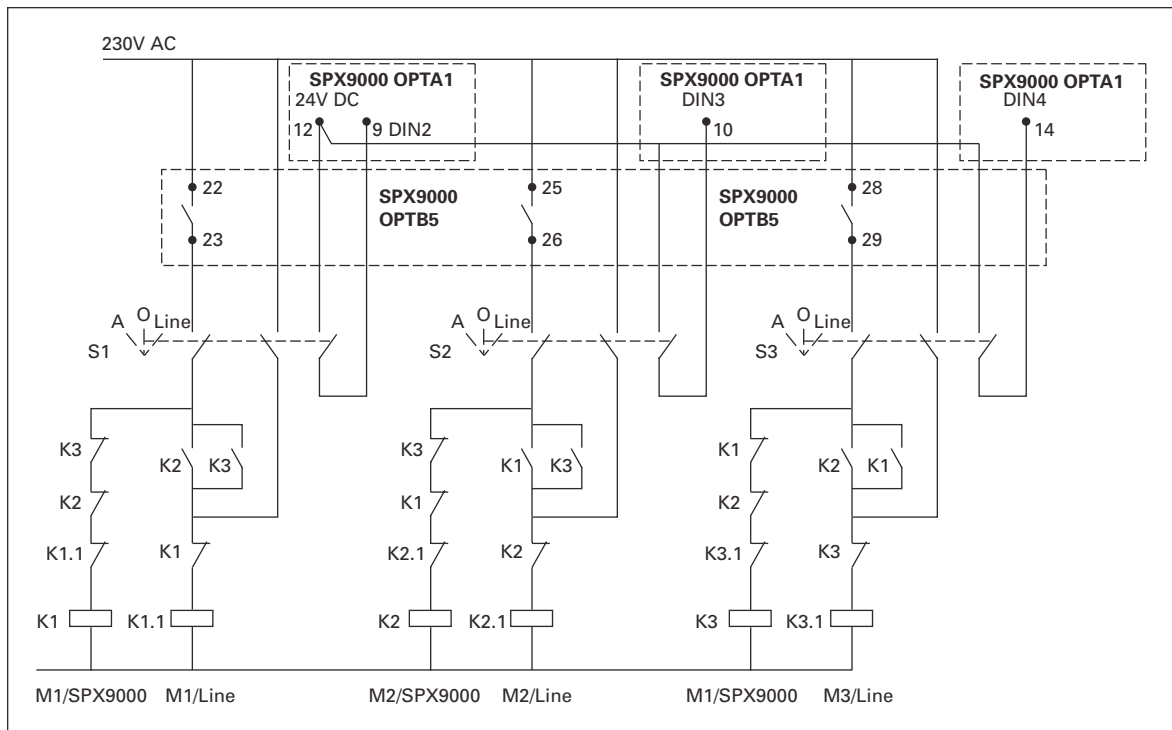 230V AC
SPX9000 OPTA1
24V DC
12
9 DIN2
SPX9000 OPTA1
DIN3
10
SPX9000 OPTA1
DIN4
14
22
23
SPX9000
OPTB5
25
26
SPX9000
OPTB5
28
29
A O Line
S1
A O Line
S2
A O Line
S3
K3
K2 K3
K2
K1.1 K1
K1 K1.1
K3
K1 K3
K1
K2.1 K2
K2 K2.1
K1
K2 K1
K2
K3.1 K3
K3 K3.1
M1/SPX9000 M1/Line M2/SPX9000 M2/Line M1/SPX9000 M3/Line